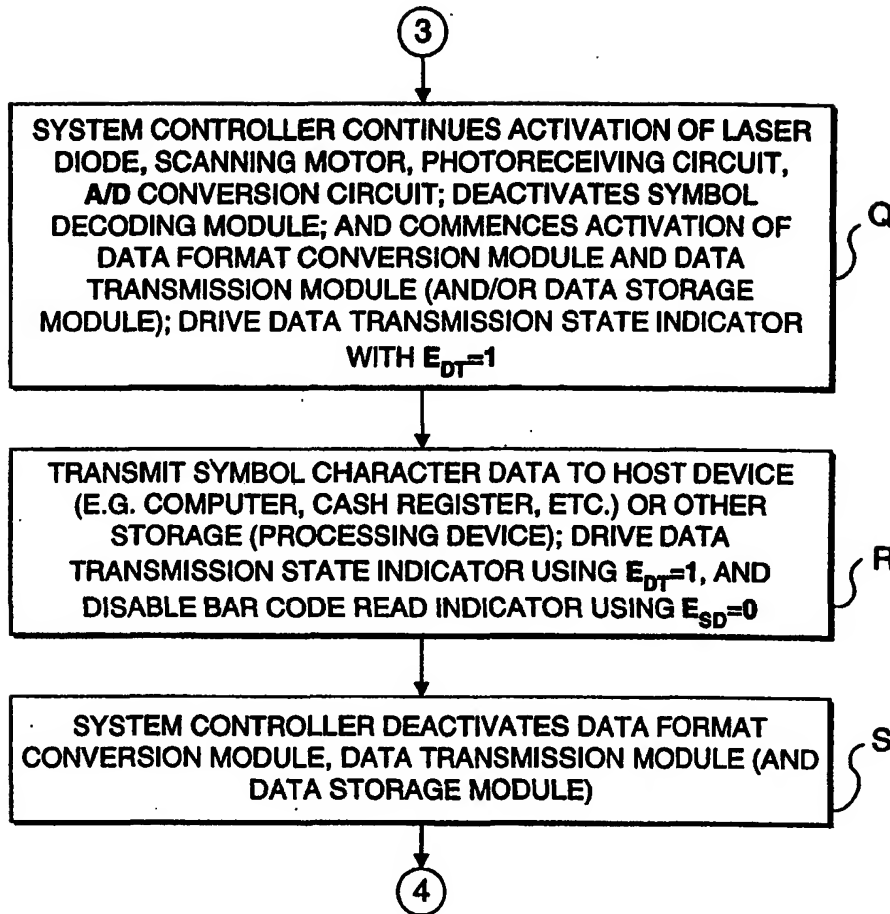 3
SYSTEM CONTROLLER CONTINUES ACTIVATION OF LASER
DIODE, SCANNING MOTOR, PHOTORECEIVING CIRCUIT,
A/D CONVERSION CIRCUIT; DEACTIVATES SYMBOL
DECODING MODULE; AND COMMENCES ACTIVATION OF
DATA FORMAT CONVERSION MODULE AND DATA
TRANSMISSION MODULE (AND/OR DATA STORAGE
MODULE); DRIVE DATA TRANSMISSION STATE INDICATOR
WITH E_DT=1
Q
TRANSMIT SYMBOL CHARACTER DATA TO HOST DEVICE
(E.G. COMPUTER, CASH REGISTER, ETC.) OR OTHER
STORAGE (PROCESSING DEVICE); DRIVE DATA
TRANSMISSION STATE INDICATOR USING E_DT=1, AND
DISABLE BAR CODE READ INDICATOR USING E_SD=0
R
SYSTEM CONTROLLER DEACTIVATES DATA FORMAT
CONVERSION MODULE, DATA TRANSMISSION MODULE (AND
DATA STORAGE MODULE)
S
4